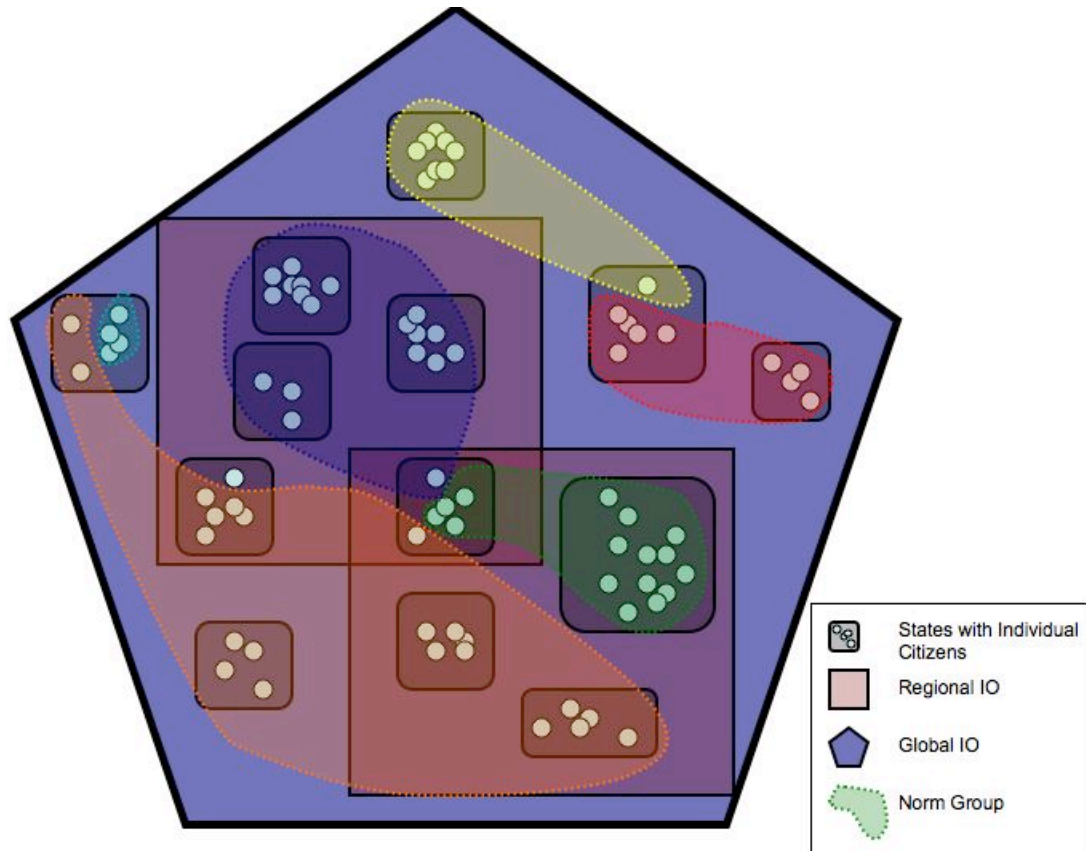 States with Individual
Citizens
Regional IO
Global IO
Norm Group